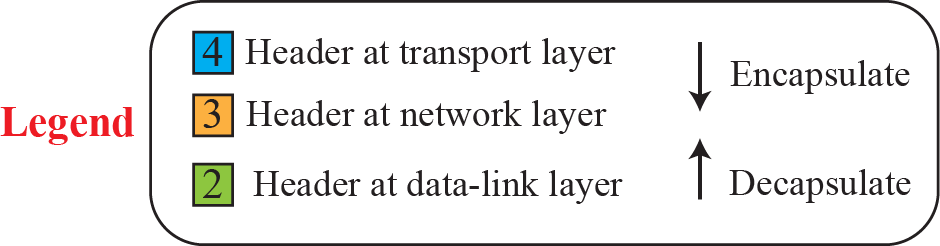 Legend
4 Header at transport layer
3 Header at network layer
2 Header at data-link layer
Encapsulate
Decapsulate